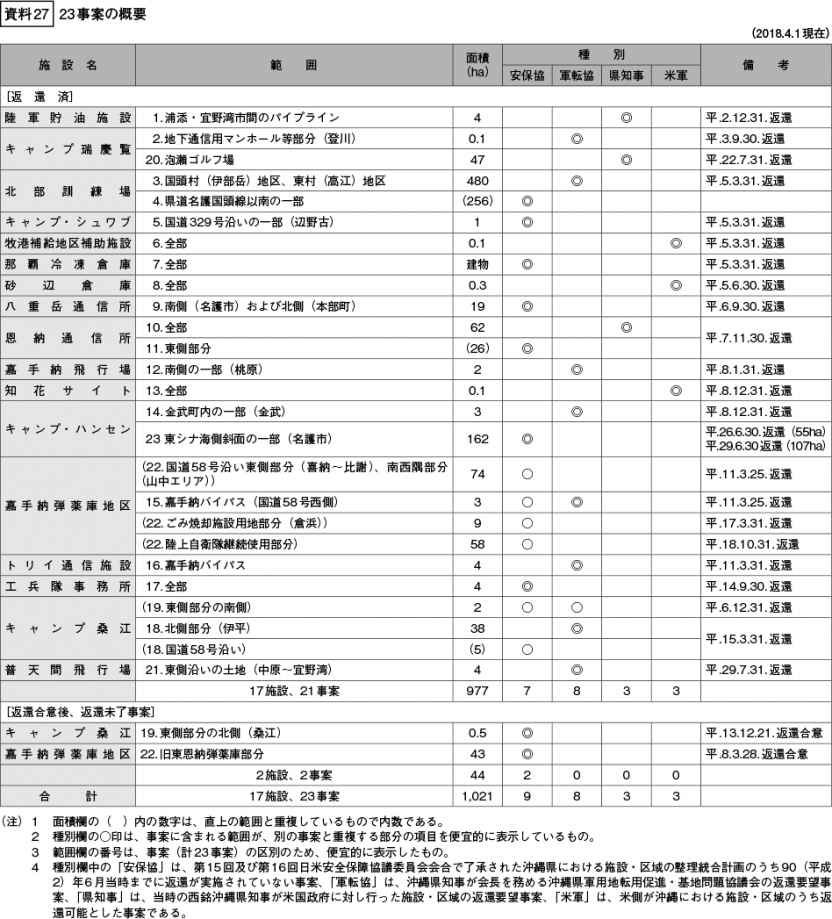 資料27 23事案の概要
(2018.4.1現在)
施設名 範囲 面積(ha) 種別 備考
安保協 軍転協 県知事 米軍
[返還済]
陸軍貯油施設 1.浦添・宜野湾市間のパイプライン 4 ◎ 平.2.12.31.返還
キャンプ瑞慶覧 2.地下通信用マンホール等部分(登川) 0.1 ◎ 平.3.9.30.返還
20.泡瀬ゴルフ場 47 ◎ 平.22.7.31.返還
北部訓練場 3.国頭村(伊部岳)地区、東村(高江)地区 480 ◎ 平.5.3.31.返還
4.県道名護国頭線以南の一部 (256) ◎
キャンプ・シュワブ 5.国道329号沿いの一部(辺野古) 1 ◎ 平.5.3.31.返還
牧港補給地区補助施設 6.全部 0.1 ◎ 平.5.3.31.返還
那覇冷凍倉庫 7.全部 建物 ◎ 平.5.3.31.返還
砂辺倉庫 8.全部 0.3 ◎ 平.5.6.30.返還
八重岳通信所 9.南側(名護市)および北側(本部町) 19 ◎ 平.6.9.30.返還
恩納通信所 10.全部 62 ◎ 平.7.11.30.返還
11.東側部分 (26) ◎
嘉手納飛行場 12.南側の一部(桃原) 2 ◎ 平.8.1.31.返還
知花サイト 13.全部 0.1 ◎ 平.8.12.31.返還
キャンプ・ハンセン 14.金武町内の一部(金武) 3 ◎ 平.8.12.31.返還
23 東シナ海側斜面の一部(名護市) 162 ◎ 平.26.6.30.返還(55ha)
平.29.6.30返還(107ha)
嘉手納弾薬庫地区 (22.国道58号沿い東側部分(喜納~比謝)、南西隅部分
(山中エリア)) 74 ○ 平.11.3.25.返還
15.嘉手納バイパス(国道58号西側) 3 ○ ◎ 平.11.3.25.返還
(22.ごみ焼却施設用地部分(倉浜)) 9 ○ 平.17.3.31.返還
(22.陸上自衛隊継続使用部分) 58 ○ 平.18.10.31.返還
トリイ通信施設 16.嘉手納バイパス 4 ◎ 平.11.3.31.返還
工兵隊事務所 17.全部 4 ◎ 平.14.9.30.返還
キャンプ桑江 (19.東側部分の南側) 2 ○ ○ 平.6.12.31.返還
18.北側部分(伊平) 38 ◎ 平.15.3.31.返還
(18.国道58号沿い) (5) ○
普天間飛行場 21.東側沿いの土地(中原~宜野湾) 4 ◎ 平.29.7.31.返還
17施設、21事案 977 7 8 3 3
[返還合意後、返還未了事案]
キャンプ桑江 19.東側部分の北側(桑江) 0.5 ◎ 平.13.12.21.返還合意
嘉手納弾薬庫地区 22.旧東恩納弾薬庫部分 43 ◎ 平.8.3.28.返還合意
2施設、2事案 44 2 0 0 0
合計 17施設、23事案 1,021 9 8 3 3
(注)1 面積欄の( )内の数字は、直上の範囲と重複しているもので内数である。
2 種別欄の○印は、事案に含まれる範囲が、別の事案と重複する部分の項目を便宜的に表示しているもの。
3 範囲欄の番号は、事案(計23事案)の区別のため、便宜的に表示したもの。
4 種別欄中の「安保協」は、第15回及び第16回日米安全保障協議委員会会合で了承された沖縄県における施設・区域の整理統合計画のうち90(平成
2)年6月当時までに返還が実施されていない事案、「軍転協」は、沖縄県知事が会長を務める沖縄県軍用地転用促進・基地問題協議会の返還要望事
案、「県知事」は、当時の西銘沖縄県知事が米国政府に対し行った施設・区域の返還要望事案、「米軍」は、米側が沖縄における施設・区域のうち返
還可能とした事案である。